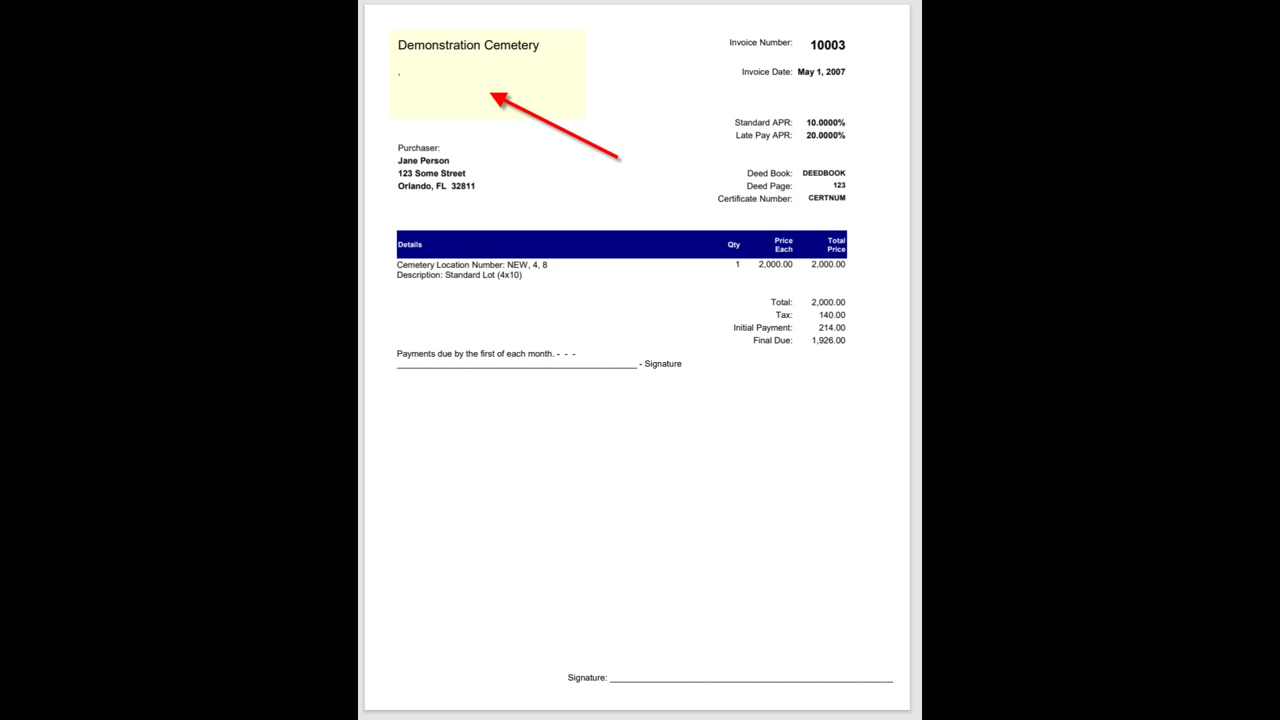 Demonstration Cemetery
.
Invoice Number: 10003
Invoice Date: May 1, 2007
Standard APR: 10.0000%
Late Pay APR: 20.0000%
Purchaser:
Jane Person
123 Some Street
Orlando, FL  32811
Deed Book: DEEDBOOK
Deed Page: 123
Certificate Number: CERTNUM
Details Qty Price Each Total Price
Cemetery Location Number: NEW, 4, 8 1 2,000.00 2,000.00
Description: Standard Lot (4x10)
Total: 2,000.00
Tax: 140.00
Initial Payment: 214.00
Final Due: 1,926.00
Payments due by the first of each month. -  -  -
________________________________________________ - Signature
Signature: ________________________________________________________